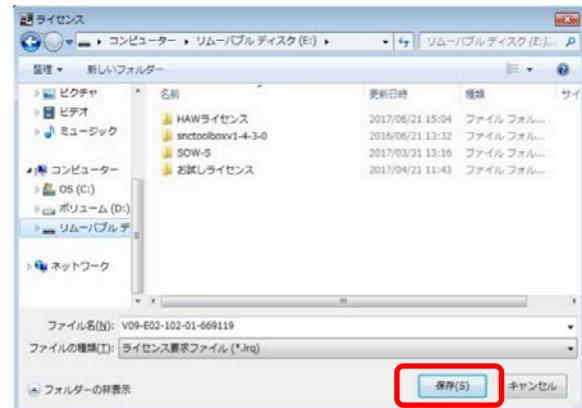 ライセンス
コンピューター ▸ リムーバブル ディスク (E:) ▸
リムーバブル ディスク (E:)...
整理 ▼ 新しいフォルダー
ピクチャ
ビデオ
ミュージック
コンピューター
OS (C:)
ボリューム (D:)
リムーバブル デ
ネットワーク
名前 更新日時 種類 サイ
HAWライセンス 2017/06/21 15:04 ファイル フォル...
snctoolboxv1-4-3-0 2016/06/21 13:32 ファイル フォル...
SOW-S 2017/03/31 13:16 ファイル フォル...
お試しライセンス 2017/04/21 11:43 ファイル フォル...
ファイル名(N): V09-E02-102-01-669119
ファイルの種類(T): ライセンス要求ファイル (*.lrq)
フォルダーの非表示
保存(S) キャンセル